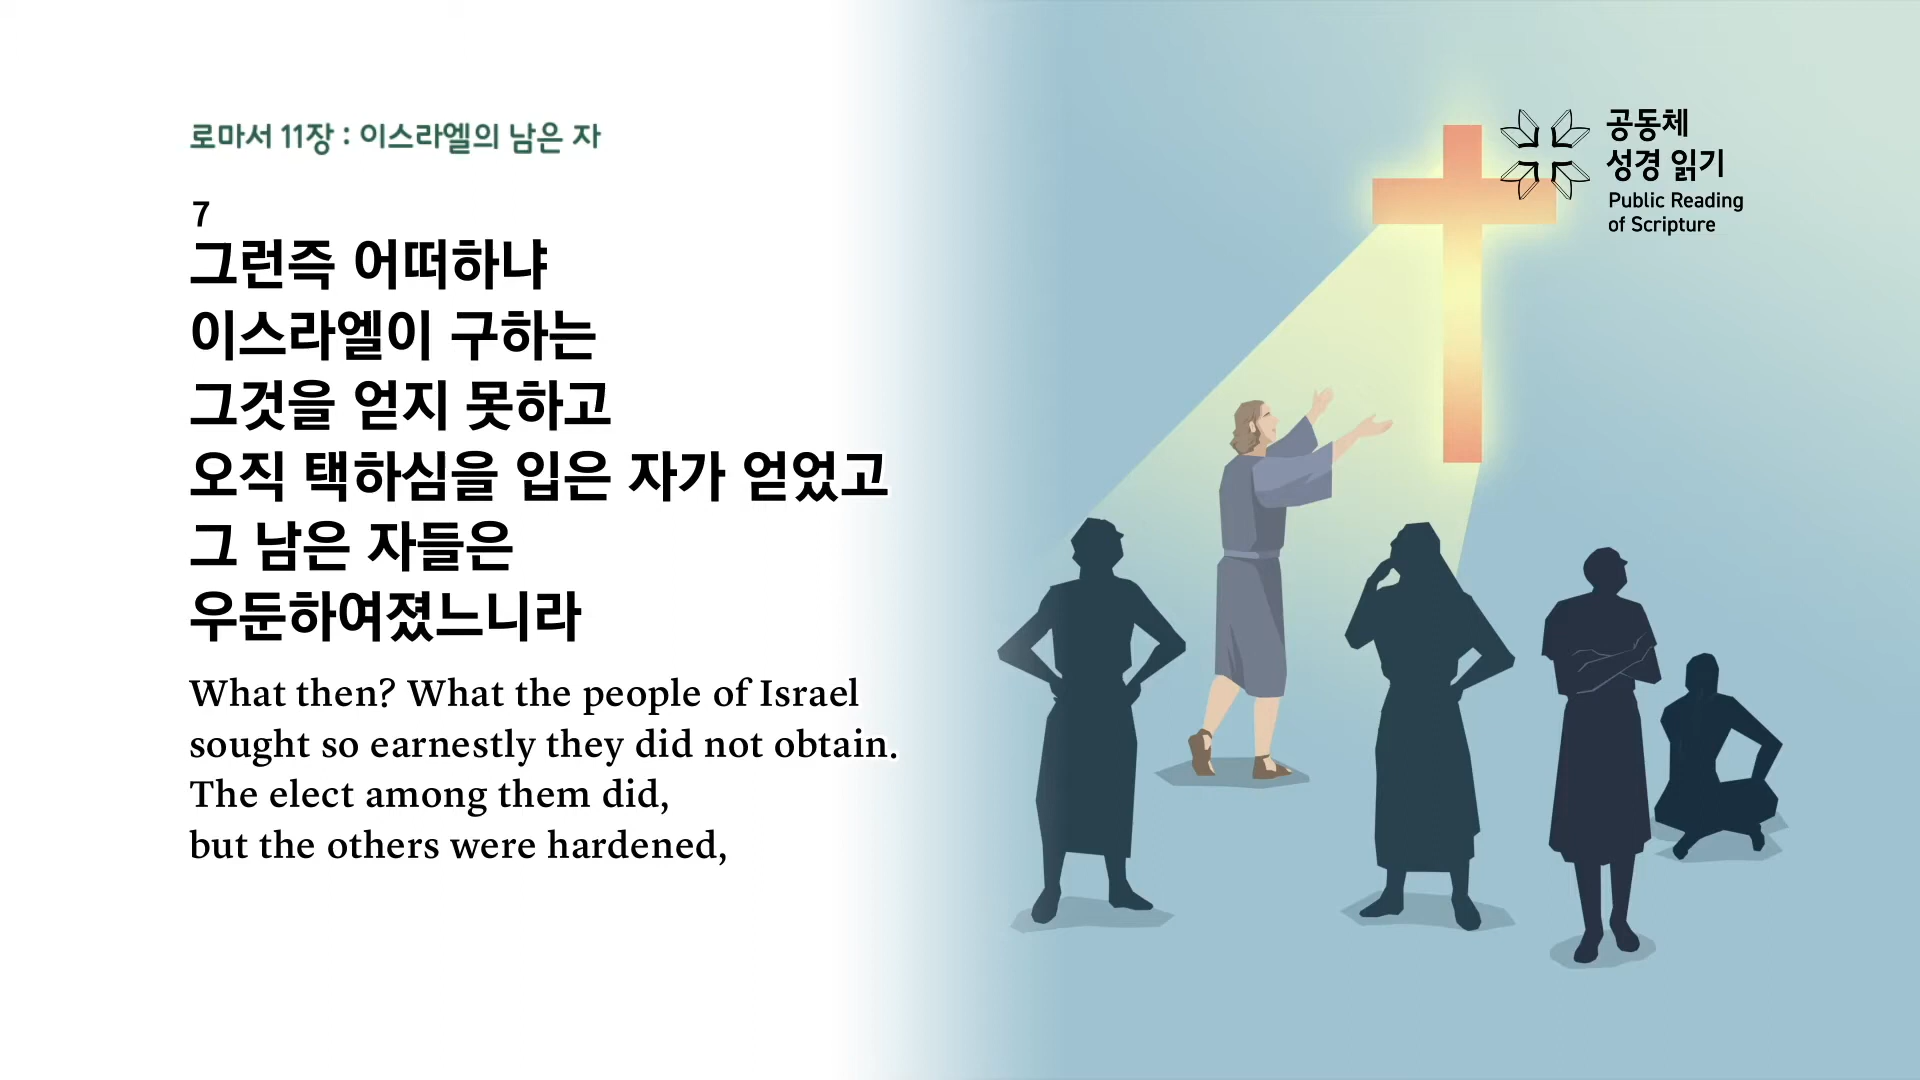 로마서 11장 : 이스라엘의 남은 자
7
그런즉 어떠하냐
이스라엘이 구하는
그것을 얻지 못하고
오직 택하심을 입은 자가 얻었고
그 남은 자들은
우둔하여졌느니라
What then? What the people of Israel
sought so earnestly they did not obtain.
The elect among them did,
but the others were hardened,
공동체
성경 읽기
Public Reading
of Scripture